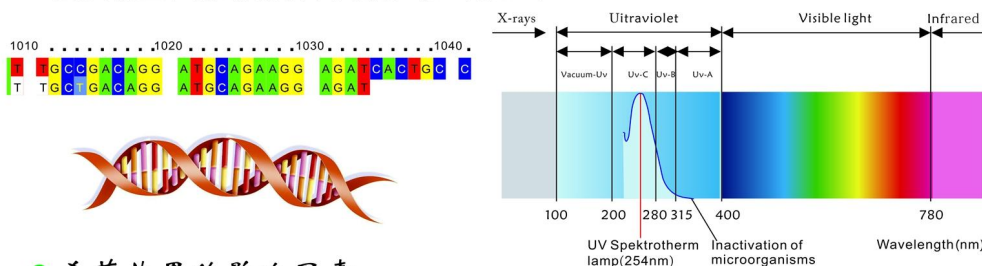 1010 1020 1030 1040
T TGCCGACAGG ATGCAGAAGG AGATCACTGC C
T TGCTGACAGG ATGCAGAAGG AGAT
X-rays Uitraviolet Visible light Infrared
Vacuum-Uv Uv-C Uv-B Uv-A
100 200 280 315 400 780
UV Spektrotherm
lamp(254nm)
Inactivation of
microorganisms
Wavelength(nm)